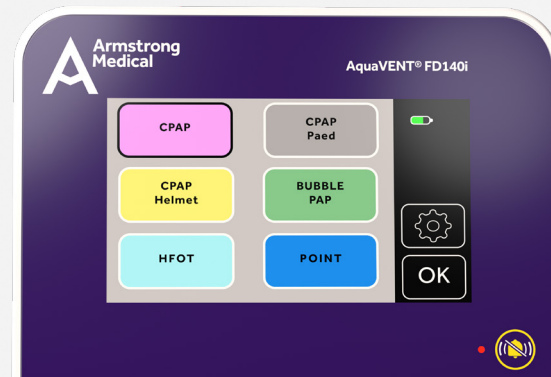 Armstrong
Medical
AquaVENT® FD140i
CPAP
CPAP
Paed
CPAP
Helmet
BUBBLE
PAP
HFOT
POINT
OK